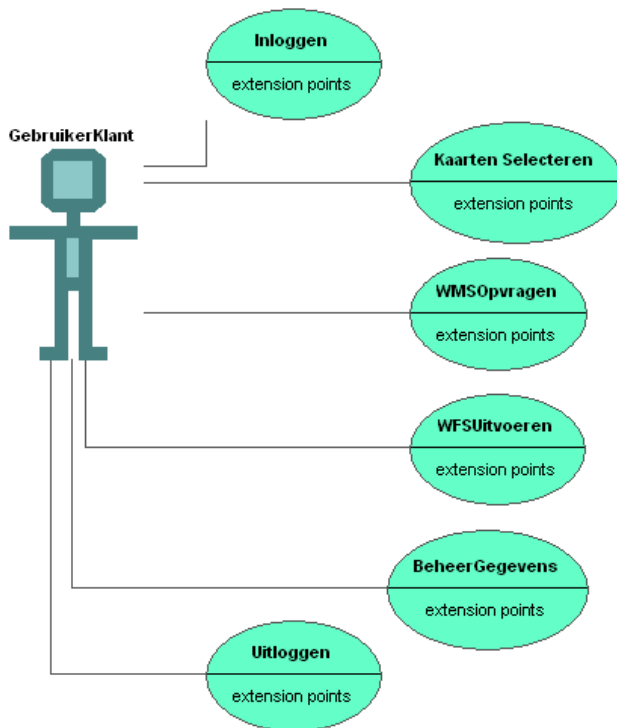 Inloggen
extension points
GebruikerKlant
Kaarten Selecteren
extension points
WMSOpvragen
extension points
WFSUitvoeren
extension points
BeheerGegevens
extension points
Uitloggen
extension points